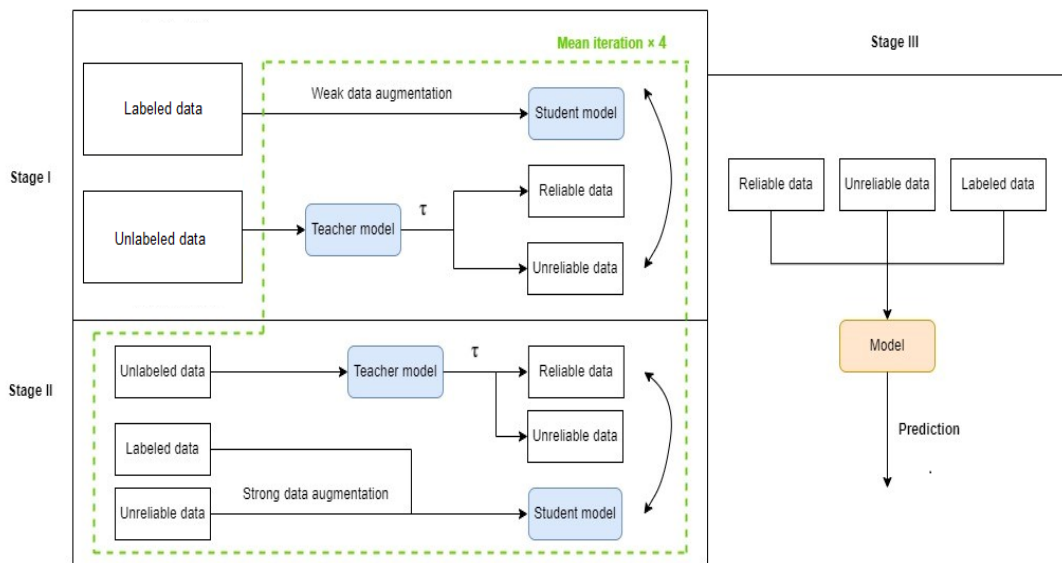 Mean iteration × 4
Stage III
Labeled data
Weak data augmentation
Student model
Stage I
Reliable data
Unlabeled data
Teacher model
τ
Unreliable data
Reliable data
Unreliable data
Labeled data
Model
Prediction
Stage II
Unlabeled data
Teacher model
τ
Reliable data
Unreliable data
Labeled data
Unreliable data
Strong data augmentation
Student model